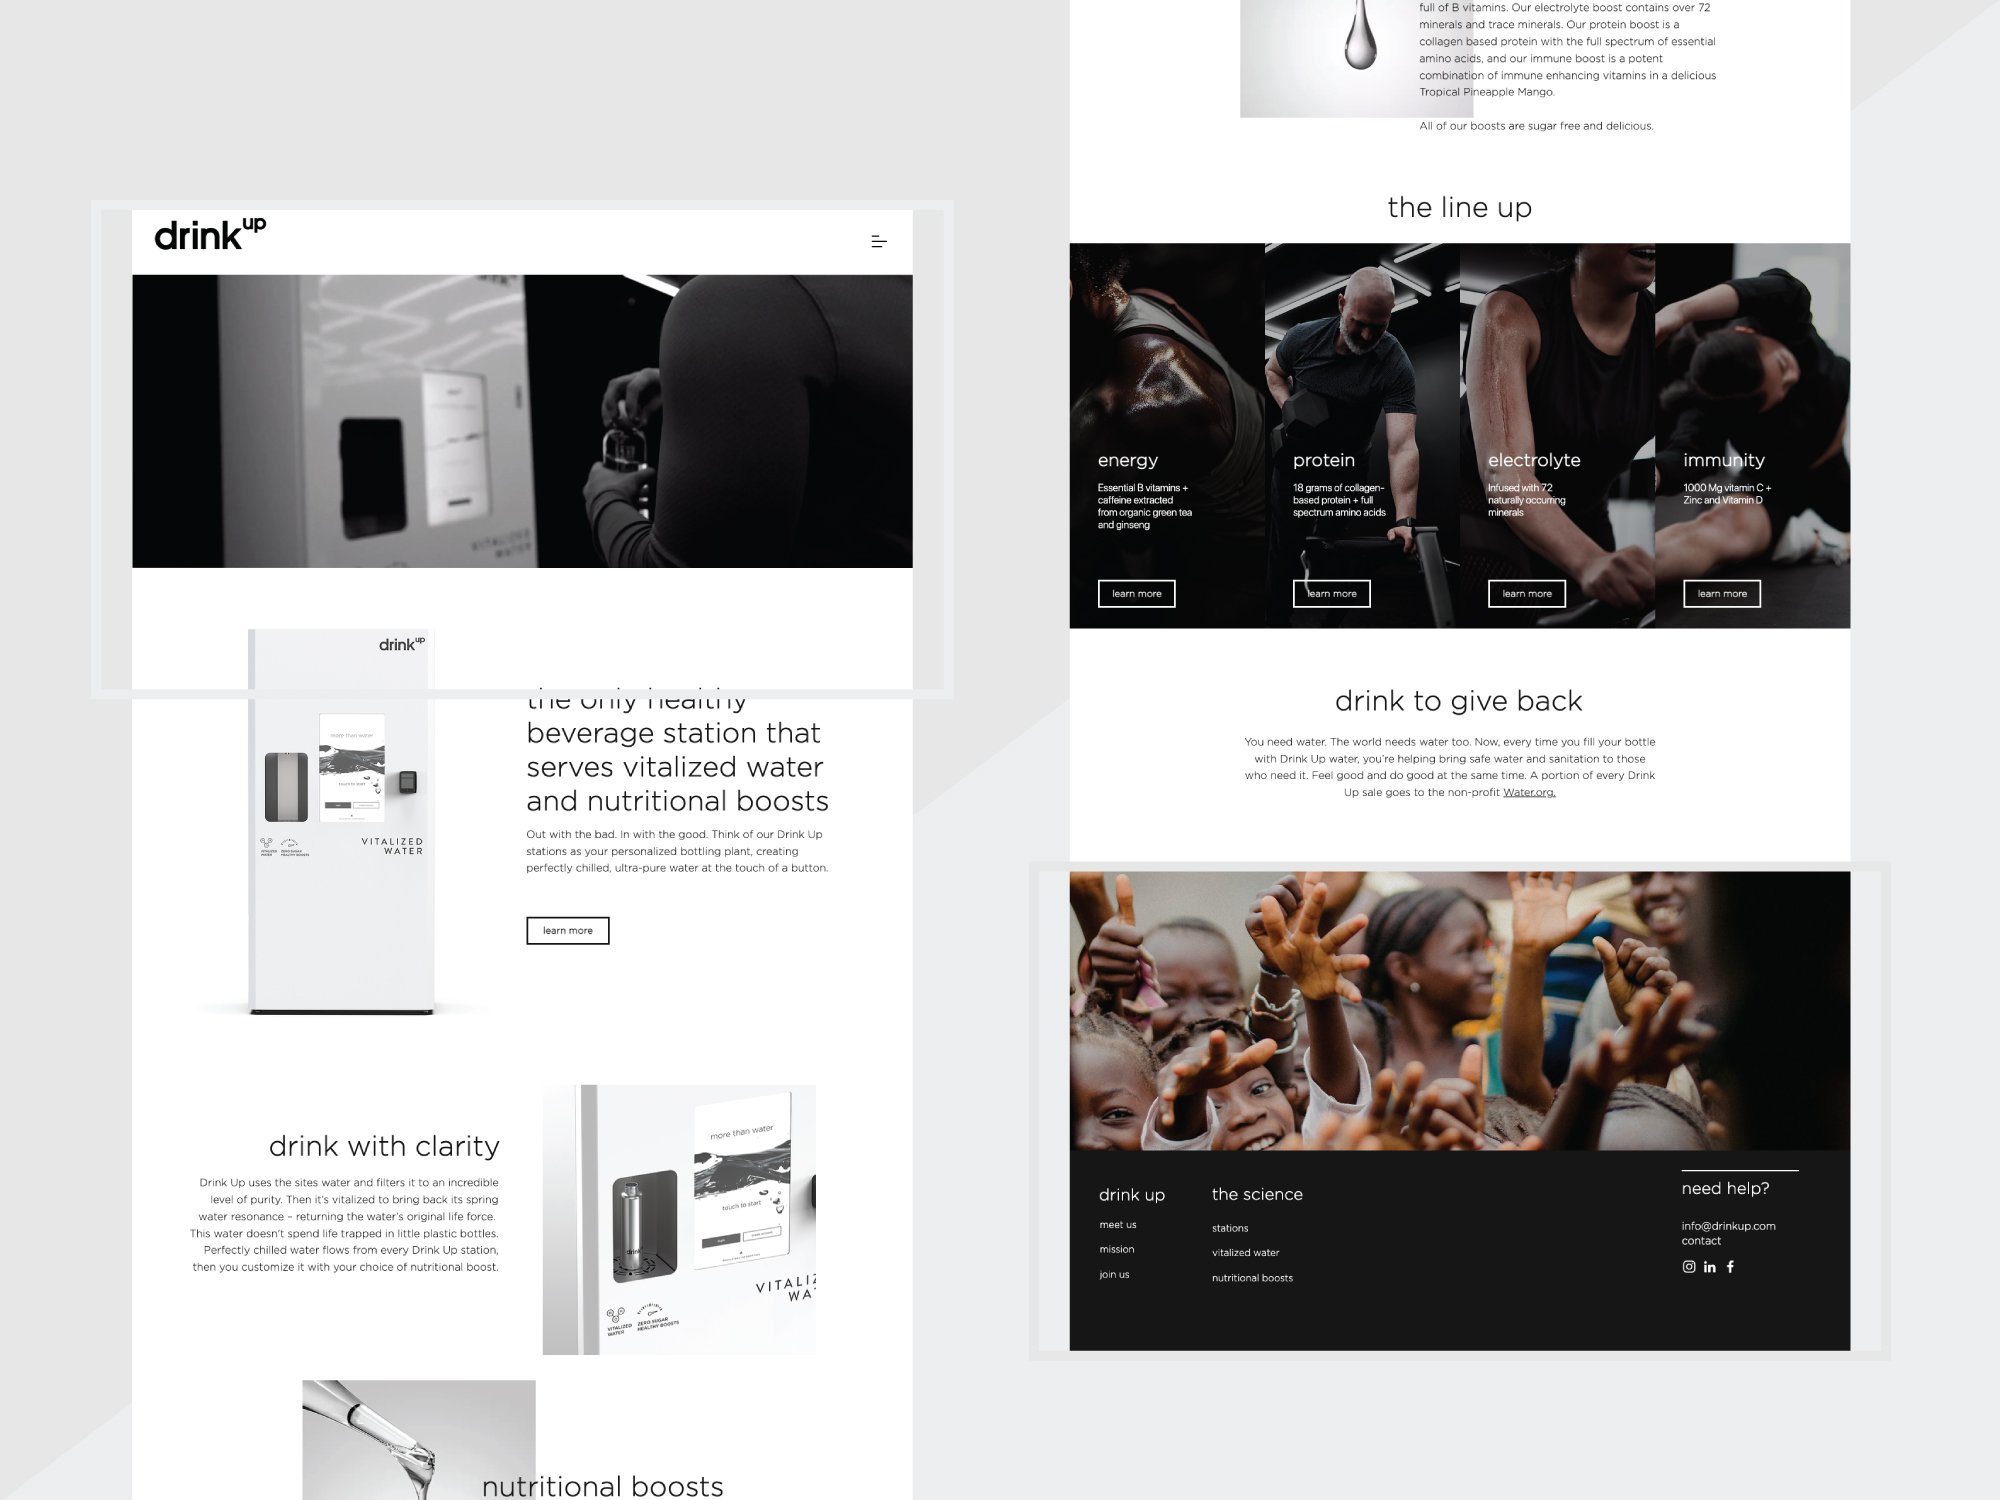 drink up
VITALIZED
WATER
drink up
more than water
touch to start
VITALIZED
WATER
ZERO SUGAR
HEALTHY BOOSTS
VITALIZED
WATER
the only healthy
beverage station that
serves vitalized water
and nutritional boosts
Out with the bad. In with the good. Think of our Drink Up
stations as your personalized bottling plant, creating
perfectly chilled, ultra-pure water at the touch of a button.
learn more
drink with clarity
Drink Up uses the sites water and filters it to an incredible
level of purity. Then it's vitalized to bring back its spring
water resonance – returning the water's original life force.
This water doesn't spend life trapped in little plastic bottles.
Perfectly chilled water flows from every Drink Up station,
then you customize it with your choice of nutritional boost.
more than water
touch to start
drink
VITALIZ
WA
VITALIZED
WATER
ZERO SUGAR
HEALTHY BOOSTS
nutritional boosts
full of B vitamins. Our electrolyte boost contains over 72
minerals and trace minerals. Our protein boost is a
collagen based protein with the full spectrum of essential
amino acids, and our immune boost is a potent
combination of immune enhancing vitamins in a delicious
Tropical Pineapple Mango.
All of our boosts are sugar free and delicious.
the line up
energy
Essential B vitamins +
caffeine extracted
from organic green tea
and ginseng
learn more
protein
18 grams of collagen-
based protein + full
spectrum amino acids
learn more
electrolyte
Infused with 72
naturally occurring
minerals
learn more
immunity
1000 Mg vitamin C +
Zinc and Vitamin D
learn more
drink to give back
You need water. The world needs water too. Now, every time you fill your bottle
with Drink Up water, you're helping bring safe water and sanitation to those
who need it. Feel good and do good at the same time. A portion of every Drink
Up sale goes to the non-profit Water.org.
drink up
meet us
mission
join us
the science
stations
vitalized water
nutritional boosts
need help?
info@drinkup.com
contact